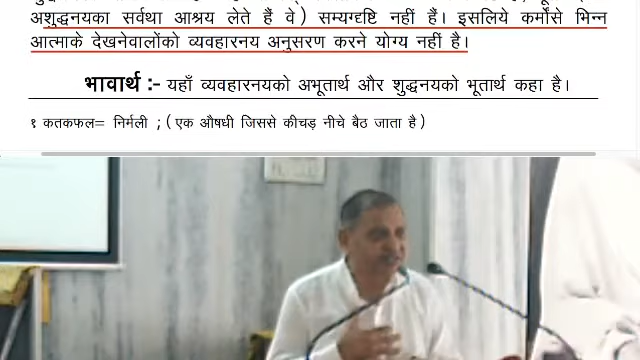 अशुद्धनयका सर्वथा आश्रय लेते हैं वे) सम्यग्दृष्टि नहीं हैं। इसलिये कर्मोंसे भिन्न
आत्माके देखनेवालोंको व्यवहारनय अनुसरण करने योग्य नहीं है।
भावार्थ :- यहाँ व्यवहारनयको अभूतार्थ और शुद्धनयको भूतार्थ कहा है।
१ कतकफल= निर्मली ;(एक औषधी जिससे कीचड़ नीचे बैठ जाता है)